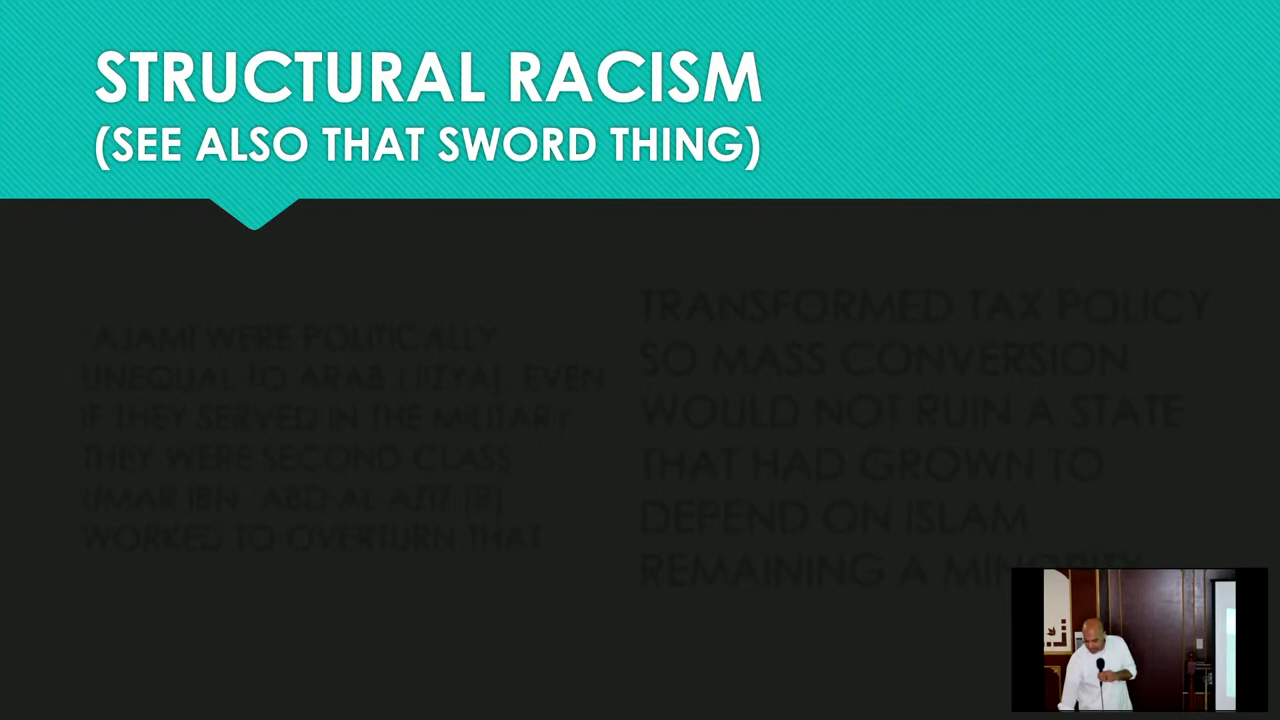 STRUCTURAL RACISM
(SEE ALSO THAT SWORD THING)
'AJAMI WERE POLITICALLY
UNEQUAL TO ARAB (JIZYA). EVEN
IF THEY SERVED IN THE MILITARY
THEY WERE SECOND CLASS
UMAR IBN 'ABD AL AZIZ (R)
WORKED TO OVERTURN THAT
TRANSFORMED TAX POLICY
SO MASS CONVERSION
WOULD NOT RUIN A STATE
THAT HAD GROWN TO
DEPEND ON ISLAM
REMAINING A MINORITY